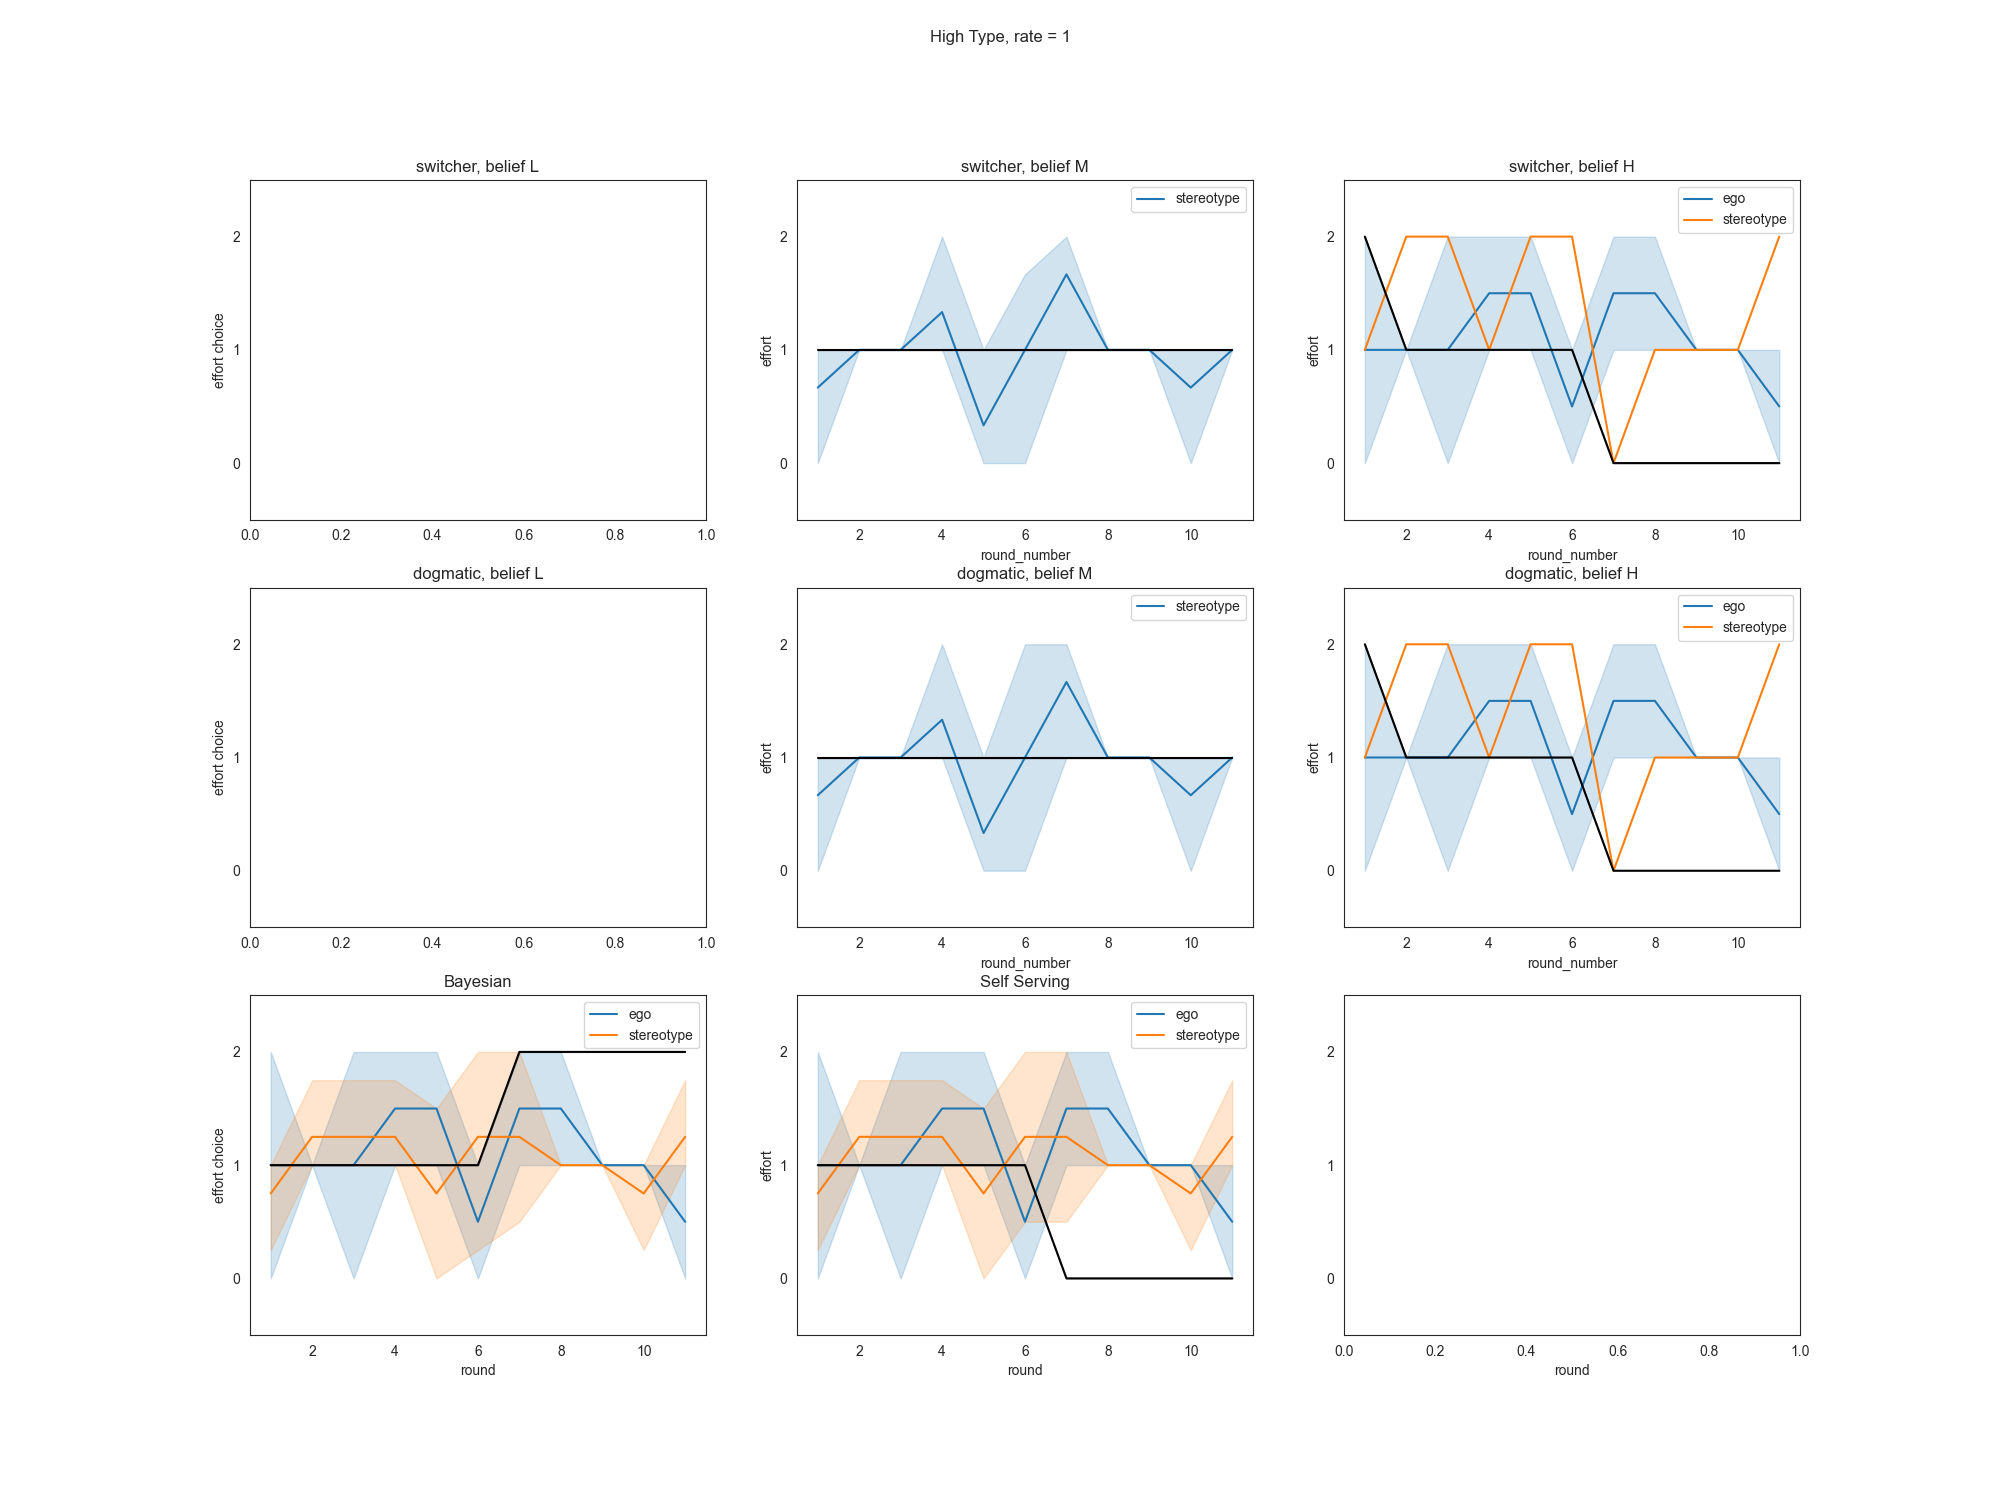 High Type, rate = 1
switcher, belief L
switcher, belief M
switcher, belief H
effort choice
2
1
0
0.0 0.2 0.4 0.6 0.8 1.0
stereotype
effort
2
1
0
2 4 6 8 10
round_number
ego
stereotype
effort
2
1
0
2 4 6 8 10
round_number
dogmatic, belief L
dogmatic, belief M
dogmatic, belief H
effort choice
2
1
0
0.0 0.2 0.4 0.6 0.8 1.0
stereotype
effort
2
1
0
2 4 6 8 10
round_number
ego
stereotype
effort
2
1
0
2 4 6 8 10
round_number
Bayesian
Self Serving
ego
stereotype
effort choice
2
1
0
2 4 6 8 10
round
ego
stereotype
effort
2
1
0
2 4 6 8 10
round
2
1
0
0.0 0.2 0.4 0.6 0.8 1.0
round